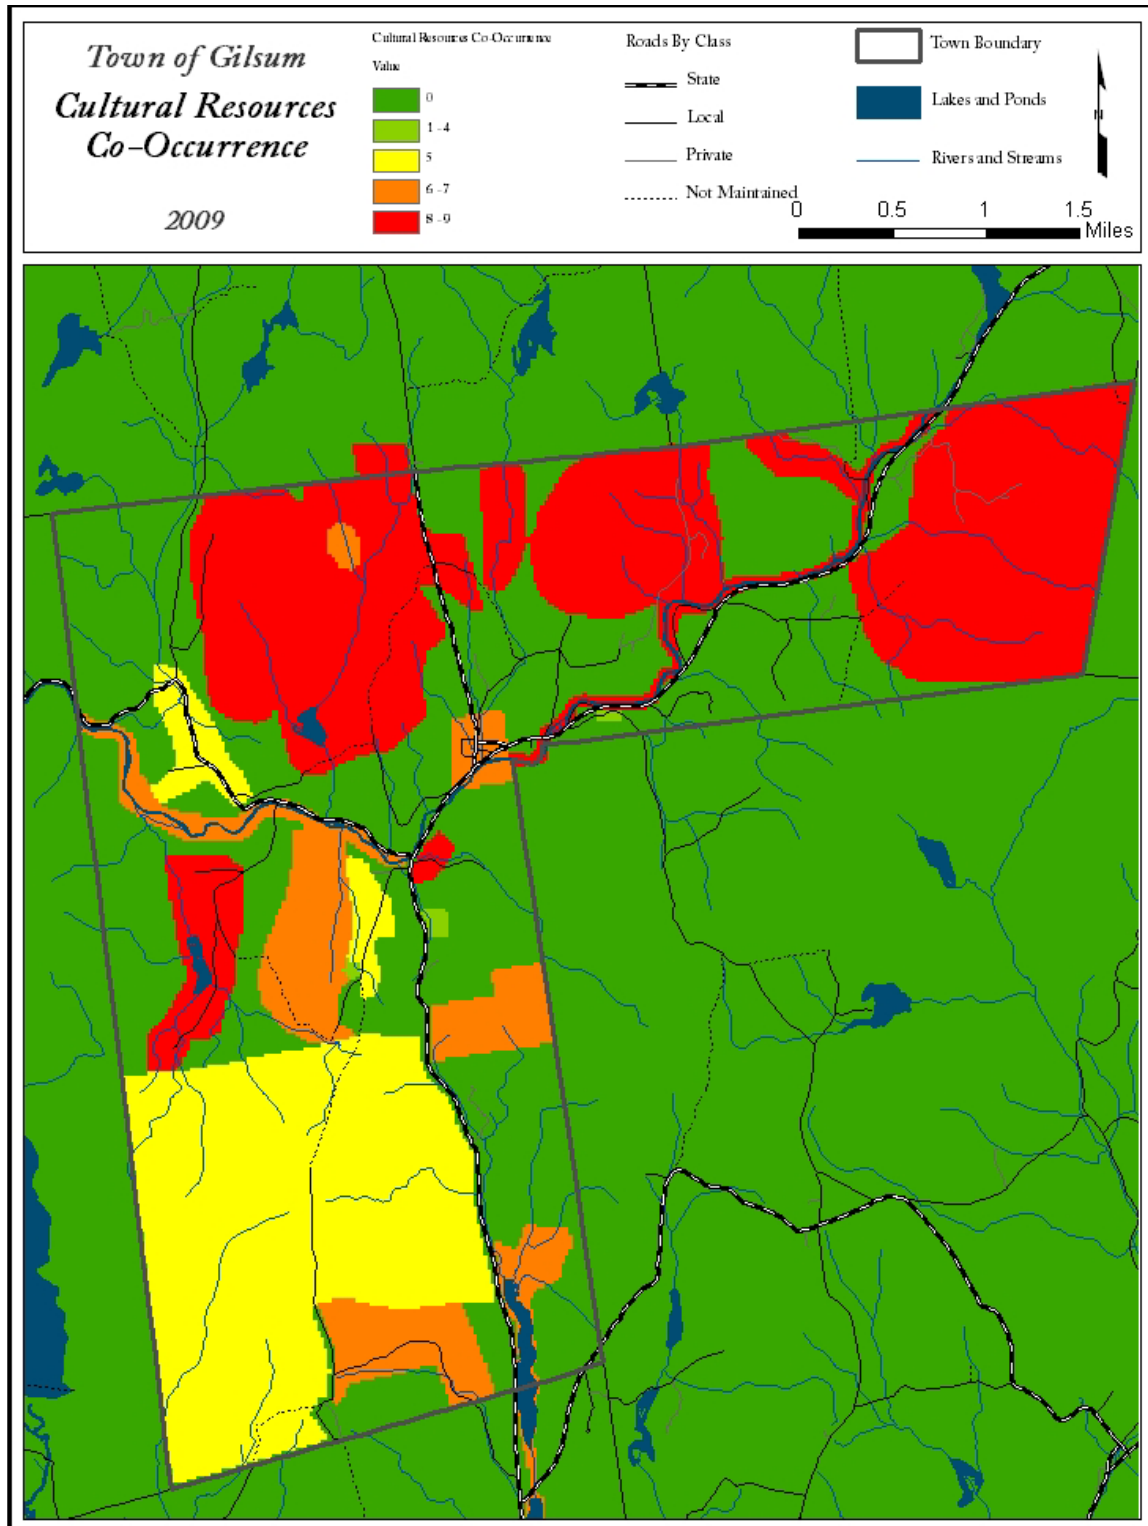 Town of Gilsum
Cultural Resources
Co-Occurrence
2009
Cultural Resources Co-Occurrence
Value
0
1 - 4
5
6 - 7
8 - 9
Roads By Class
State
Local
Private
Not Maintained
Town Boundary
Lakes and Ponds
Rivers and Streams
N
0 0.5 1 1.5
Miles